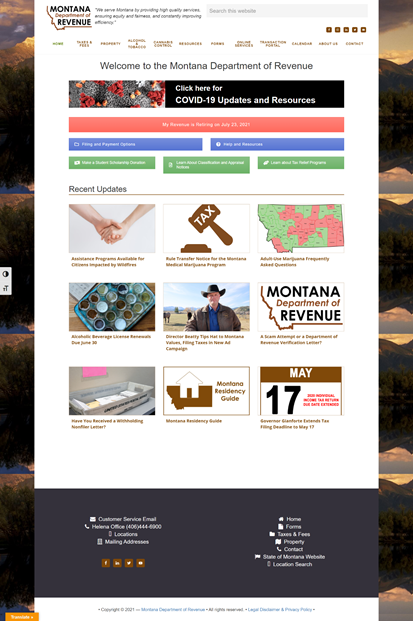 MONTANA
Department of
REVENUE
"We serve Montana by providing high quality services,
ensuring equity and fairness, and constantly improving
efficiency."
Search this website
HOME
TAXES & FEES
PROPERTY
ALCOHOL & TOBACCO
CANNABIS CONTROL
RESOURCES
FORMS
ONLINE SERVICES
TRANSACTION PORTAL
CALENDAR
ABOUT US
CONTACT
Welcome to the Montana Department of Revenue
Click here for
COVID-19 Updates and Resources
My Revenue is Retiring on July 23, 2021
Filing and Payment Options
Help and Resources
Make a Student Scholarship Donation
Learn About Classification and Appraisal
Notices
Learn about Tax Relief Programs
Recent Updates
TAX
Assistance Programs Available for
Citizens Impacted by Wildfires
Rule Transfer Notice for the Montana
Medical Marijuana Program
Adult-Use Marijuana Frequently
Asked Questions
MONTANA
Department of
REVENUE
Alcoholic Beverage License Renewals
Due June 30
Director Beatty Tips Hat to Montana
Values, Filing Taxes in New Ad
Campaign
A Scam Attempt or a Department of
Revenue Verification Letter?
Montana
Residency
Guide
MAY
17
2020 INDIVIDUAL
INCOME TAX RETURN
DUE DATES EXTENDED
Have You Received a Withholding
Nonfiler Letter?
Montana Residency Guide
Governor Gianforte Extends Tax
Filing Deadline to May 17
Customer Service Email
Helena Office (406)444-6900
Locations
Mailing Addresses
Home
Forms
Taxes & Fees
Property
Contact
State of Montana Website
Location Search
• Copyright © 2021 — Montana Department of Revenue • All rights reserved. • Legal Disclaimer & Privacy Policy •
Translate »